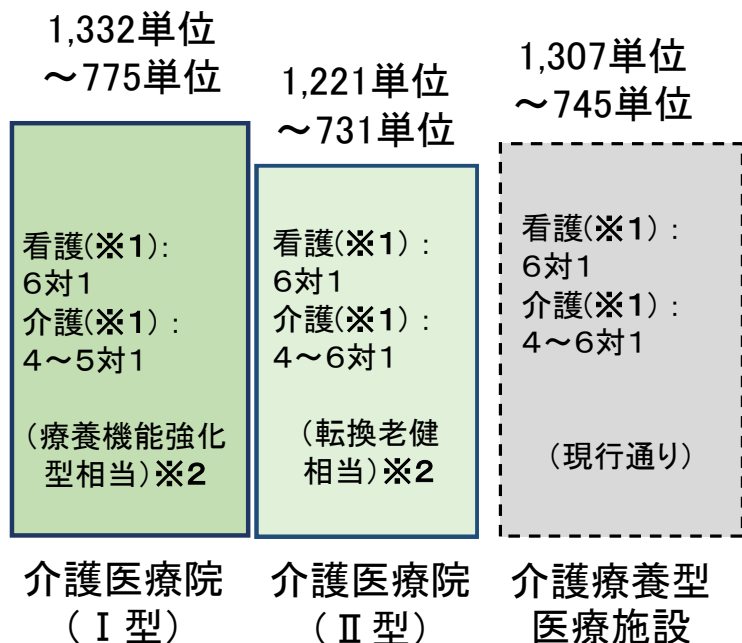 1,332単位
～775単位
看護(※1)：
6対1
介護(※1)：
4～5対1
（療養機能強化
型相当）※2
介護医療院
（Ⅰ型）
1,221単位
～731単位
看護(※1)：
6対1
介護(※1)：
4～6対1
（転換老健
相当）※2
介護医療院
（Ⅱ型）
1,307単位
～745単位
看護(※1)：
6対1
介護(※1)：
4～6対1
（現行通り）
介護療養型
医療施設